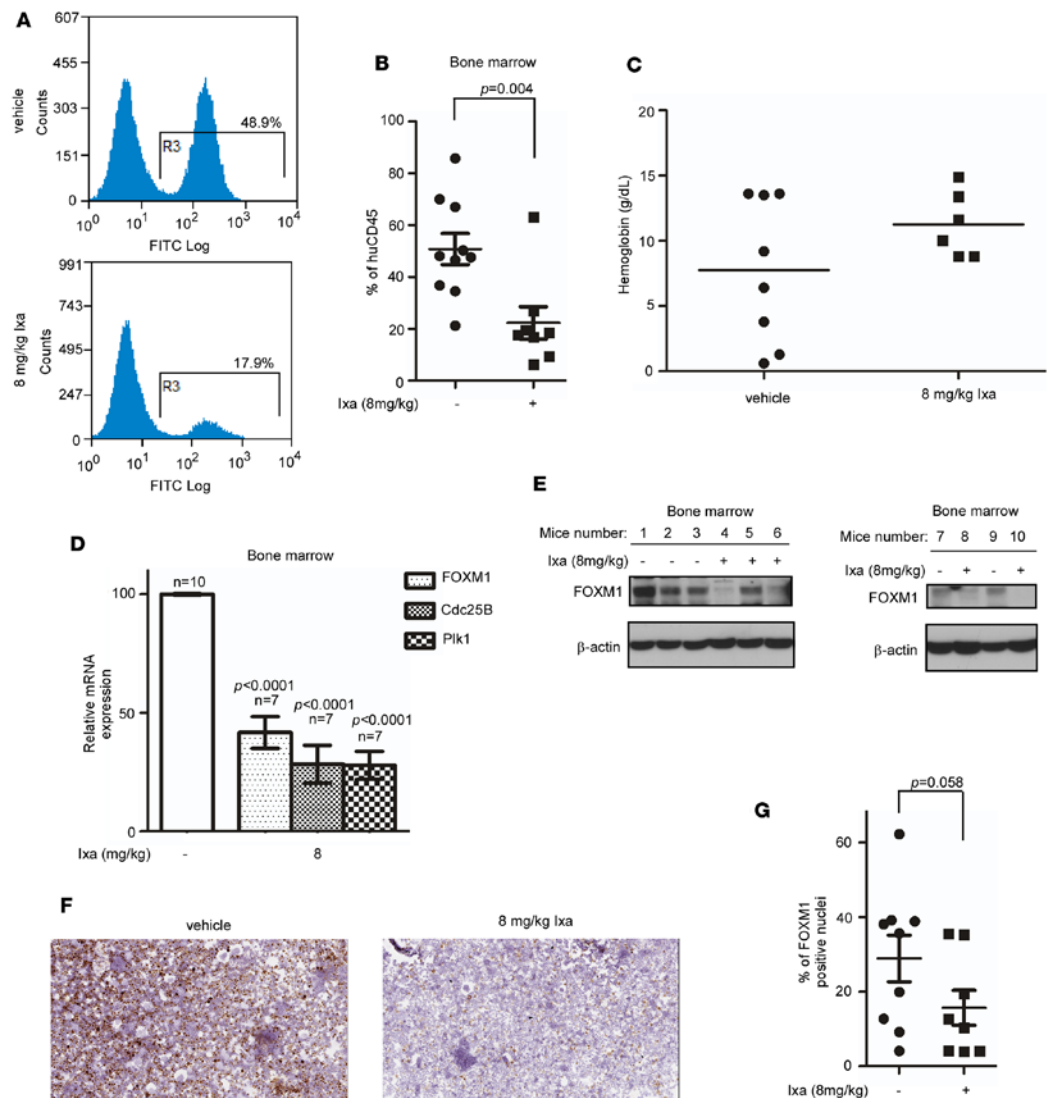 A
vehicle
Counts
607
455
303
151
0
R3
48.9%
10^0 10^1 10^2 10^3 10^4
FITC Log
8 mg/kg Ixa
Counts
991
743
495
247
0
R3
17.9%
10^0 10^1 10^2 10^3 10^4
FITC Log
B
Bone marrow
p=0.004
% of huCD45
100
80
60
40
20
0
Ixa (8mg/kg) - +
C
Hemoglobin (g/dL)
20
15
10
5
0
vehicle 8 mg/kg Ixa
D
Bone marrow
FOXM1
Cdc25B
Plk1
Relative mRNA
expression
100
50
0
n=10
p<0.0001
n=7
p<0.0001
n=7
p<0.0001
n=7
Ixa (mg/kg) - 8
E
Bone marrow
Mice number: 1 2 3 4 5 6
Ixa (8mg/kg) - - - + + +
FOXM1
β-actin
Bone marrow
Mice number: 7 8 9 10
Ixa (8mg/kg) - + - +
FOXM1
β-actin
F
vehicle
8 mg/kg Ixa
G
p=0.058
% of FOXM1
positive nuclei
60
40
20
0
Ixa (8mg/kg) - +